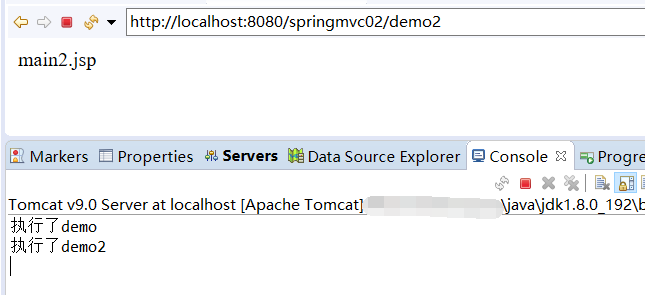 http://localhost:8080/springmvc02/demo2
main2.jsp
Markers Properties Servers Data Source Explorer Console Progre
Tomcat v9.0 Server at localhost [Apache Tomcat] \java\jdk1.8.0_192\b
执行了demo
执行了demo2